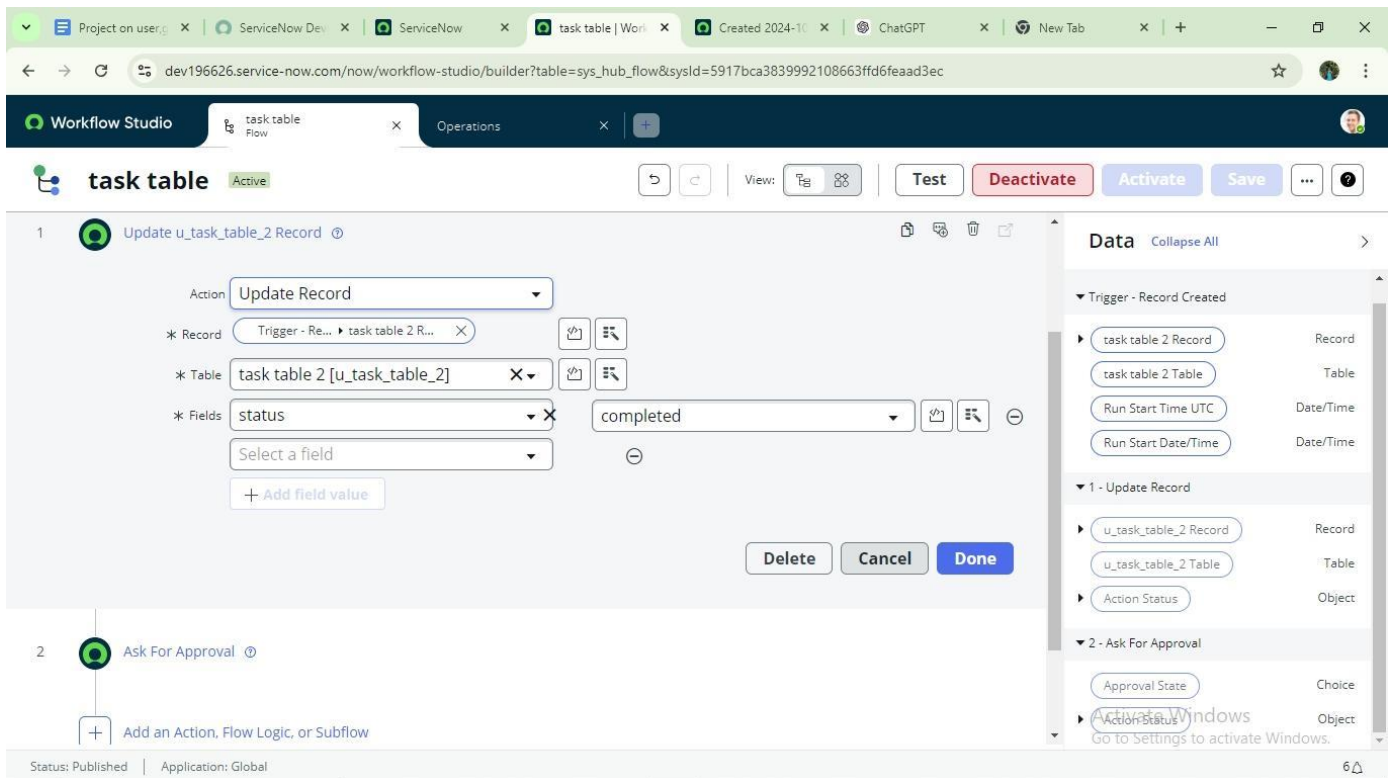 Project on user,g
ServiceNow Dev
ServiceNow
task table | Work
Created 2024-10
ChatGPT
New Tab
dev196626.service-now.com/now/workflow-studio/builder?table=sys_hub_flow&sysId=5917bca3839992108663ffd6feaad3ec
Workflow Studio
task table
Flow
Operations
task table Active
View:
Test
Deactivate
Activate
Save
1 Update u_task_table_2 Record
Action Update Record
* Record Trigger - Re... ▸ task table 2 R...
* Table task table 2 [u_task_table_2]
* Fields status completed
Select a field
+ Add field value
Delete Cancel Done
2 Ask For Approval
Add an Action, Flow Logic, or Subflow
Data Collapse All
Trigger - Record Created
task table 2 Record Record
task table 2 Table Table
Run Start Time UTC Date/Time
Run Start Date/Time Date/Time
1 - Update Record
u_task_table_2 Record Record
u_task_table_2 Table Table
Action Status Object
2 - Ask For Approval
Approval State Choice
Action Status Object
Activate Windows
Go to Settings to activate Windows.
Status: Published | Application: Global
6